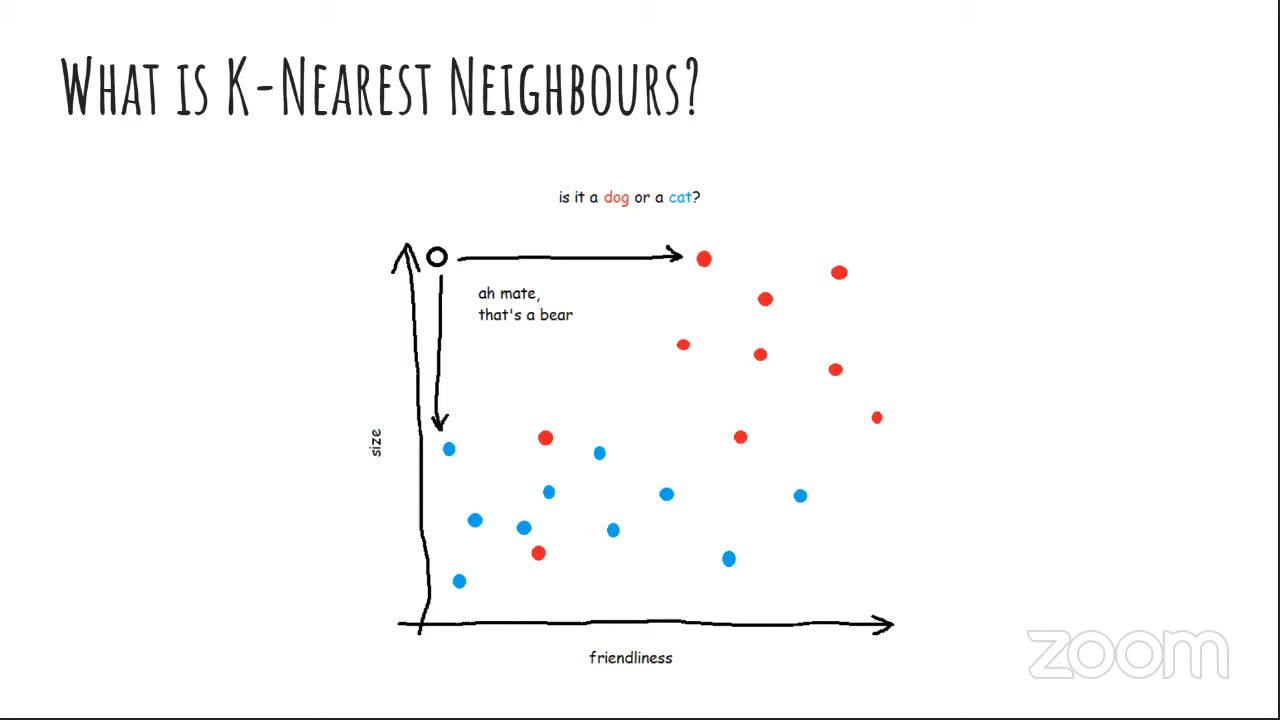 WHAT IS K-NEAREST NEIGHBOURS?
is it a dog or a cat?
ah mate,
that's a bear
size
friendliness
zoom